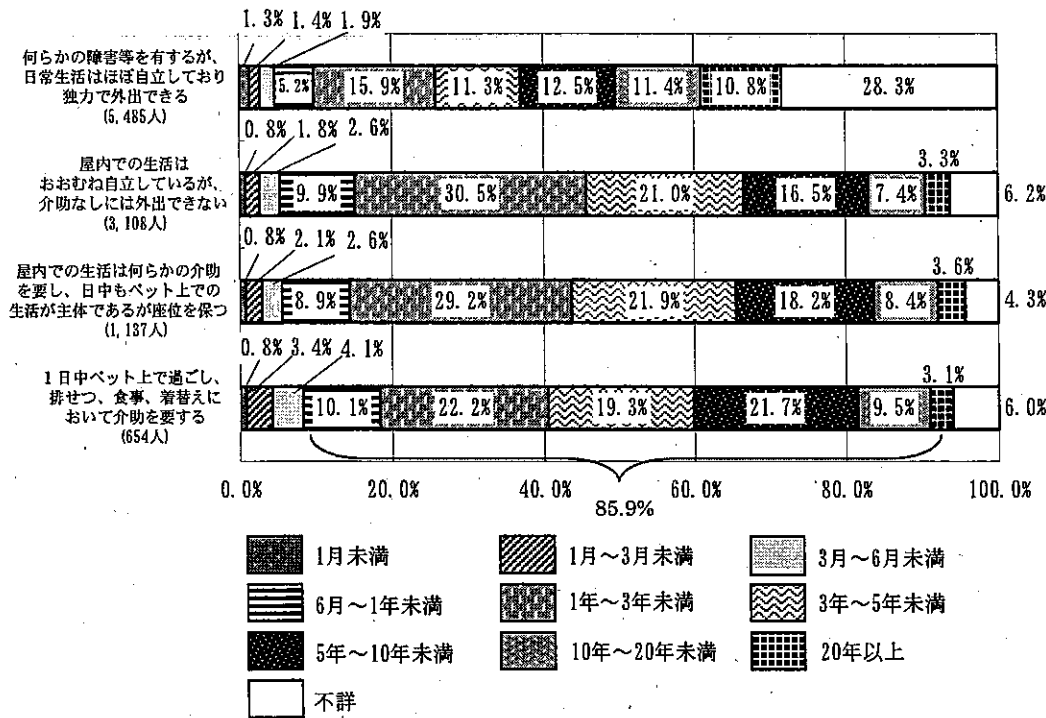 1.3%
1.4%
1.9%
何らかの障害等を有するが、
日常生活はほぼ自立しており
独力で外出できる
(5,485人)
5.2%
15.9%
11.3%
12.5%
11.4%
10.8%
28.3%
0.8%
1.8%
2.6%
屋内での生活は
おおむね自立しているが、
介助なしには外出できない
(3,108人)
9.9%
30.5%
21.0%
16.5%
7.4%
3.3%
6.2%
0.8%
2.1%
2.6%
屋内での生活は何らかの介助
を要し、日中もベット上での
生活が主体であるが座位を保つ
(1,137人)
8.9%
29.2%
21.9%
18.2%
8.4%
3.6%
4.3%
0.8%
3.4%
4.1%
1日中ベット上で過ごし、
排せつ、食事、着替えに
おいて介助を要する
(654人)
10.1%
22.2%
19.3%
21.7%
9.5%
3.1%
6.0%
0.0%
20.0%
40.0%
60.0%
80.0%
100.0%
85.9%
1月未満
1月～3月未満
3月～6月未満
6月～1年未満
1年～3年未満
3年～5年未満
5年～10年未満
10年～20年未満
20年以上
不詳